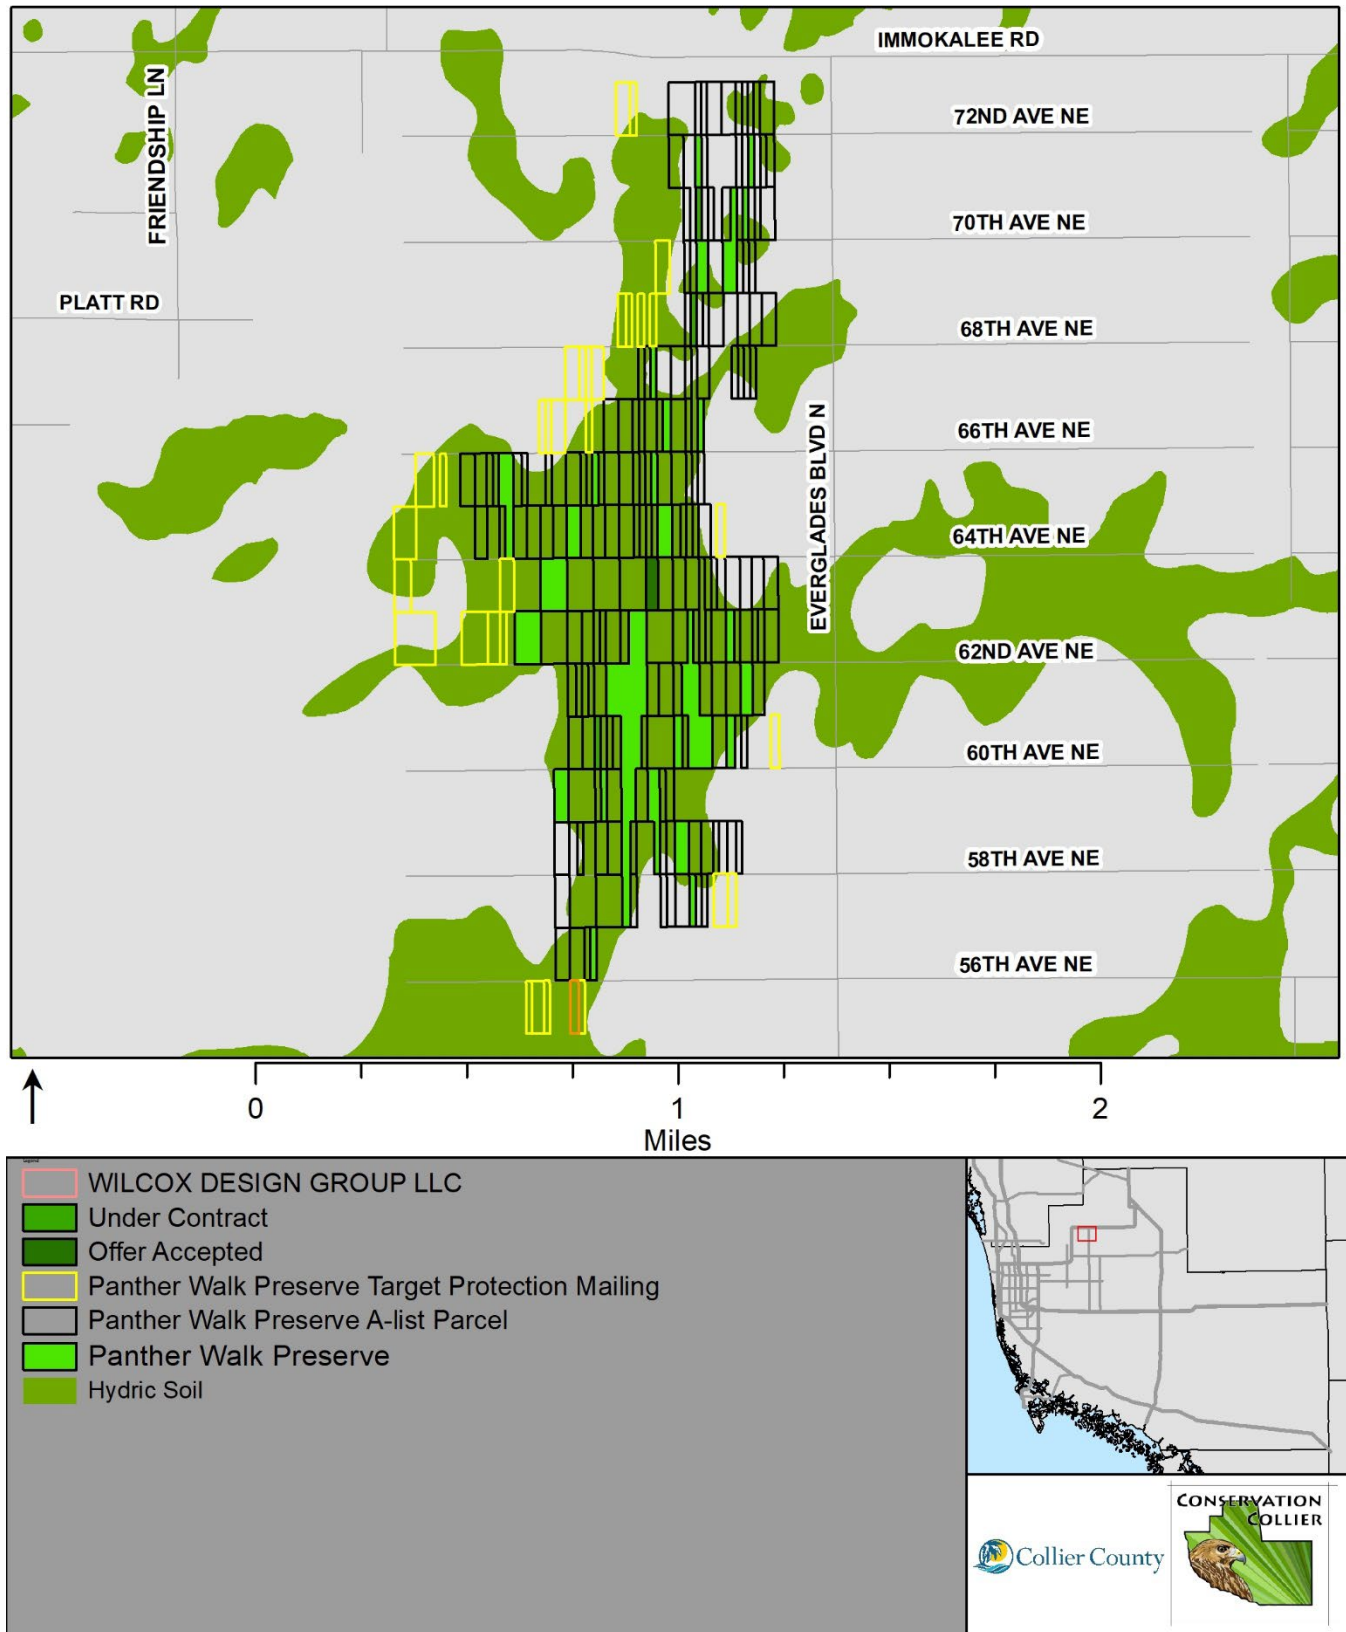 IMMOKALEE RD
FRIENDSHIP LN
72ND AVE NE
70TH AVE NE
PLATT RD
68TH AVE NE
EVERGLADES BLVD N
66TH AVE NE
64TH AVE NE
62ND AVE NE
60TH AVE NE
58TH AVE NE
56TH AVE NE
0 1 2
Miles
WILCOX DESIGN GROUP LLC
Under Contract
Offer Accepted
Panther Walk Preserve Target Protection Mailing
Panther Walk Preserve A-list Parcel
Panther Walk Preserve
Hydric Soil
Collier County
CONSERVATION
COLLIER